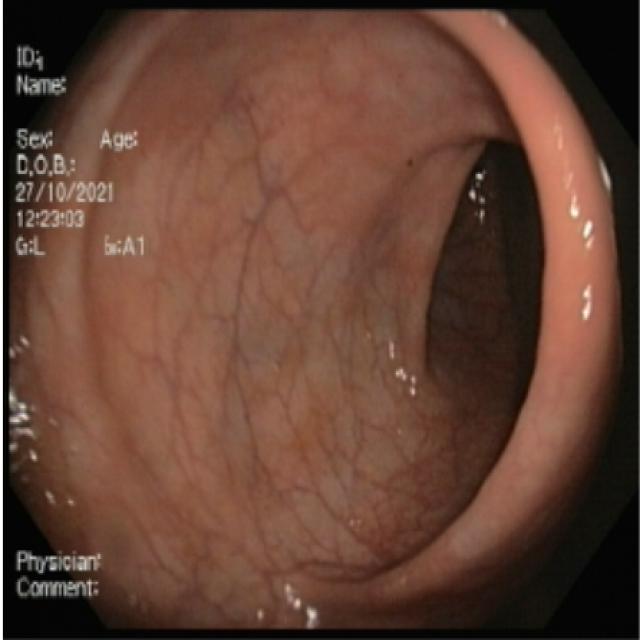 ID:
Name:
Sex: Age:
D.O.B.:
27/10/2021
12:23:03
G:L A1
Physician:
Comment: